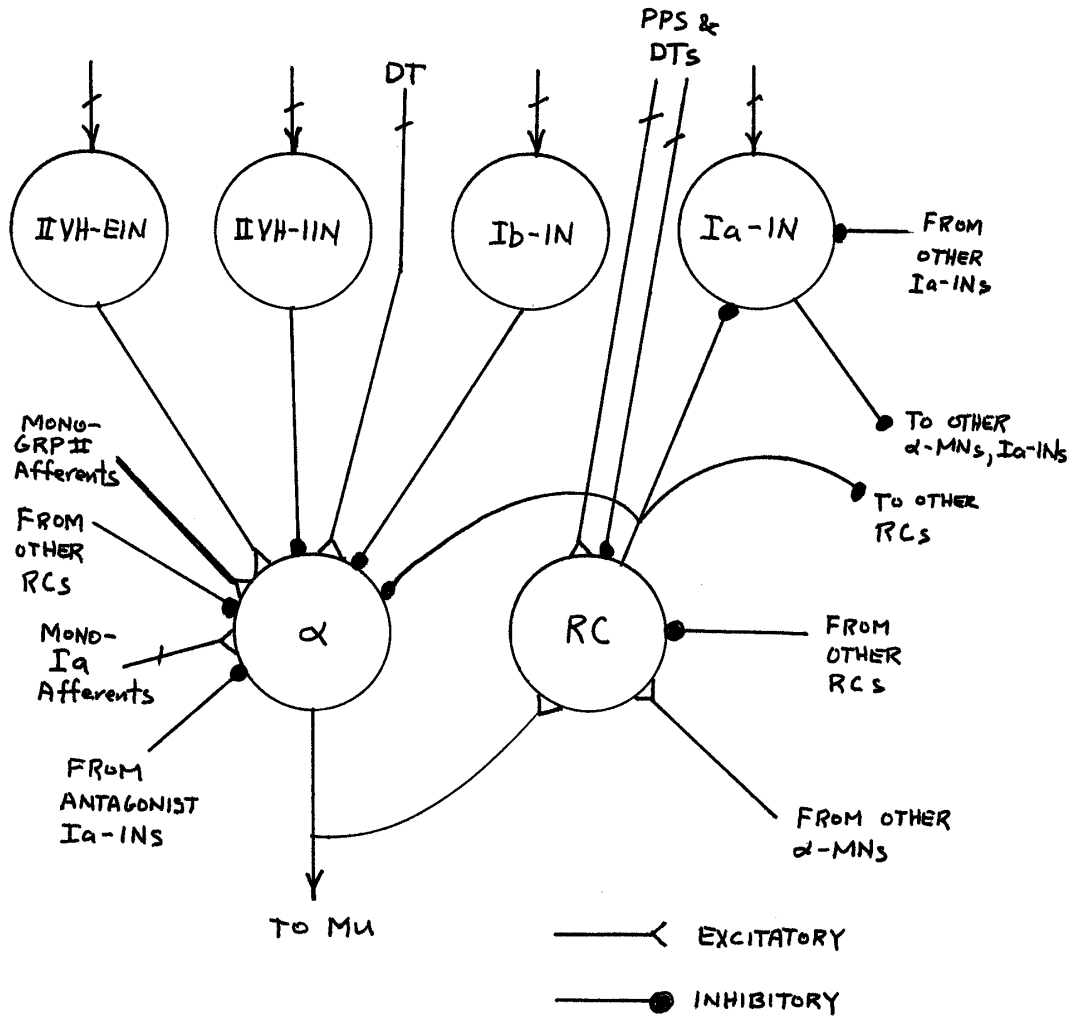 PPS &
DTs
DT
IIVH-EIN
IIVH-IIN
Ib-IN
Ia-IN
FROM
OTHER
Ia-INs
MONO-
GRP II
Afferents
TO OTHER
α-MNs, Ia-INs
TO OTHER
RCs
FROM
OTHER
RCs
α
RC
MONO-
Ia
Afferents
FROM
OTHER
RCs
FROM
ANTAGONIST
Ia-INs
FROM OTHER
α-MNs
TO MU
EXCITATORY
INHIBITORY